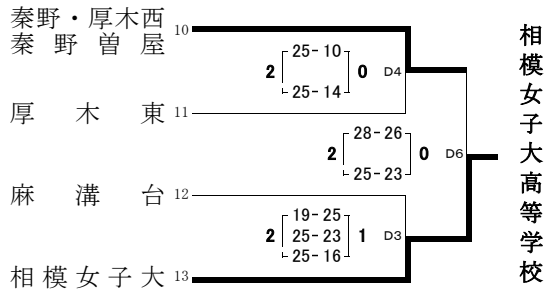 秦野・厚木西
秦野曽屋 10
25-10
2 0 D4
25-14
厚木東 11
28-26
2 0 D6
25-23
麻溝台 12
19-25
2 25-23 1 D3
25-16
相模女子大 13
相模女子大高等学校